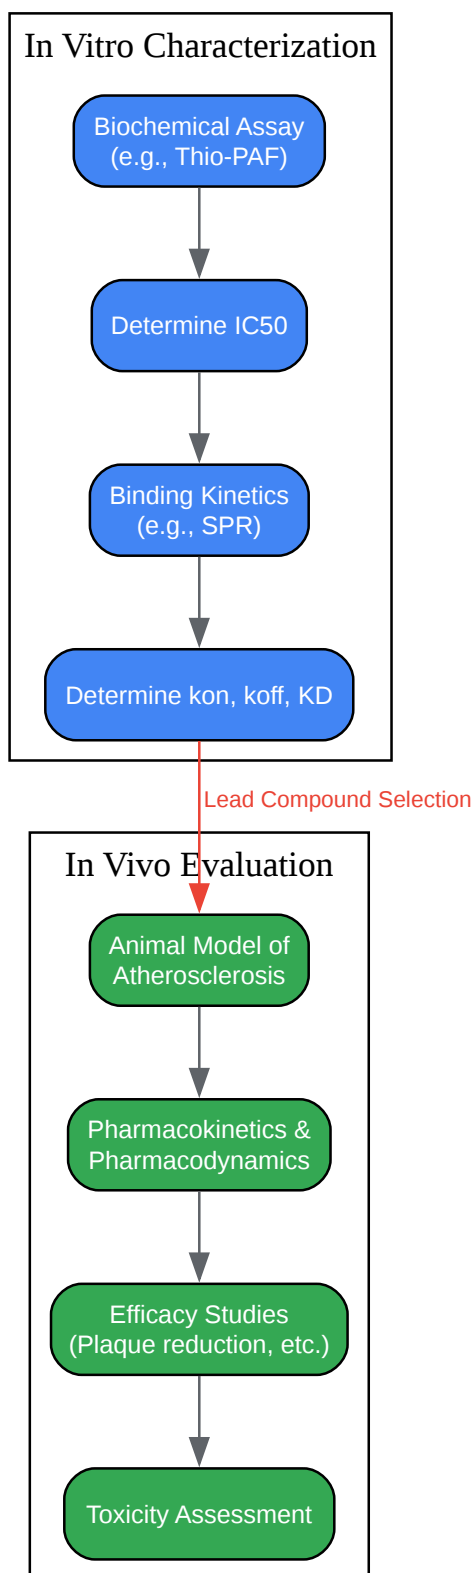 In Vitro Characterization
Biochemical Assay
(e.g., Thio-PAF)
Determine IC50
Binding Kinetics
(e.g., SPR)
Determine kon, koff, KD
Lead Compound Selection
In Vivo Evaluation
Animal Model of
Atherosclerosis
Pharmacokinetics &
Pharmacodynamics
Efficacy Studies
(Plaque reduction, etc.)
Toxicity Assessment